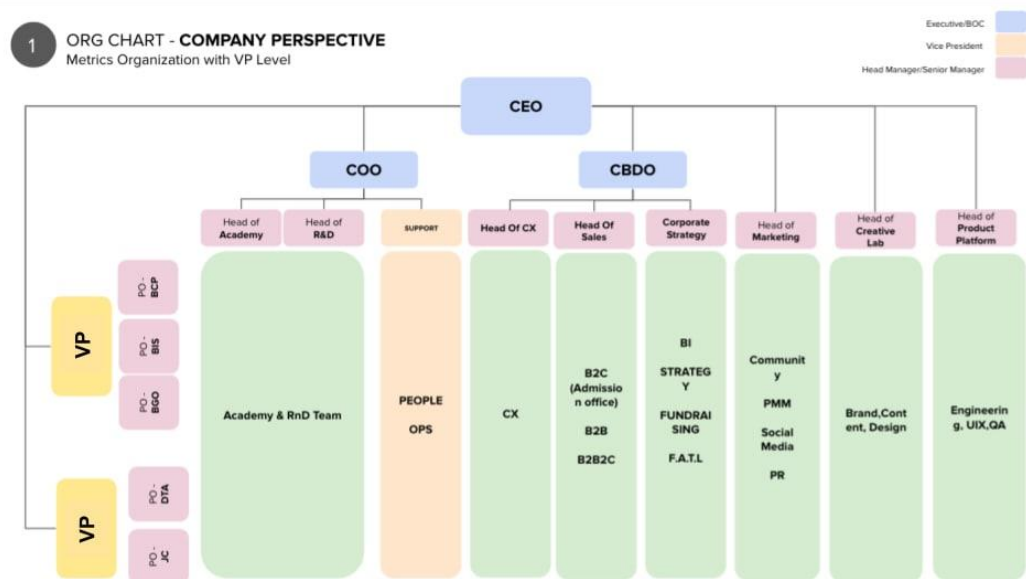 1
ORG CHART - COMPANY PERSPECTIVE
Metrics Organization with VP Level
Executive/BOC
Vice President
Head Manager/Senior Manager
CEO
COO
CBDO
Head of
Academy
Head of
R&D
SUPPORT
Head Of CX
Head Of
Sales
Corporate
Strategy
Head of
Marketing
Head of
Creative
Lab
Head of
Product
Platform
VP
PO -
BCP
PO -
BIS
PO -
BGO
VP
PO -
DTA
PO -
JC
Academy & RnD Team
PEOPLE
OPS
CX
B2C
(Admissio
n office)
B2B
B2B2C
BI
STRATEG
Y
FUNDRAI
SING
F.A.T.L
Communit
y
PMM
Social
Media
PR
Brand,Cont
ent, Design
Engineerin
g, UIX,QA